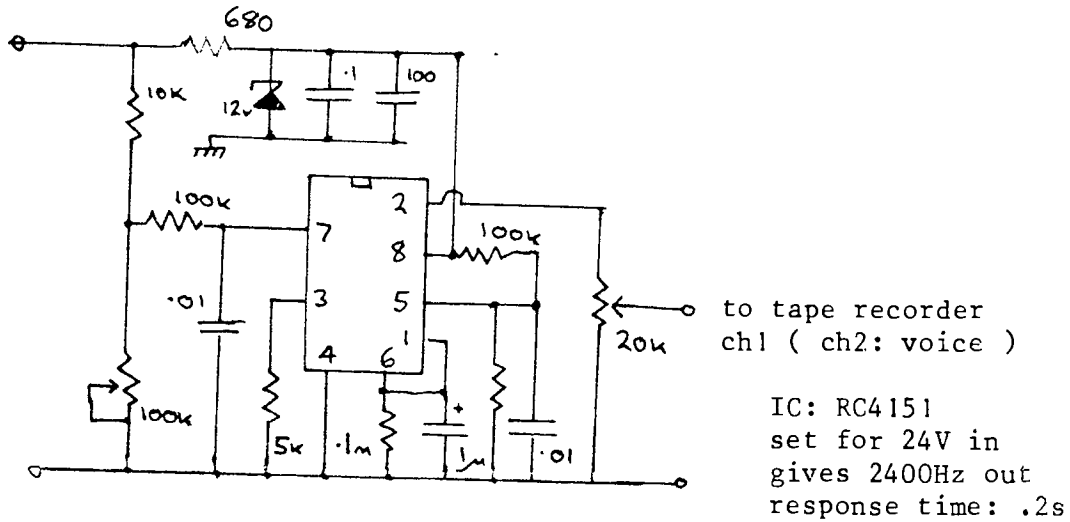 680
10K
12v
.1
100
100K
.01
100K
7
3
4
2
8
5
1
6
100K
5K
.1m
+
1µ
.01
20K
to tape recorder
ch1 ( ch2: voice )
IC: RC4151
set for 24V in
gives 2400Hz out
response time: .2s